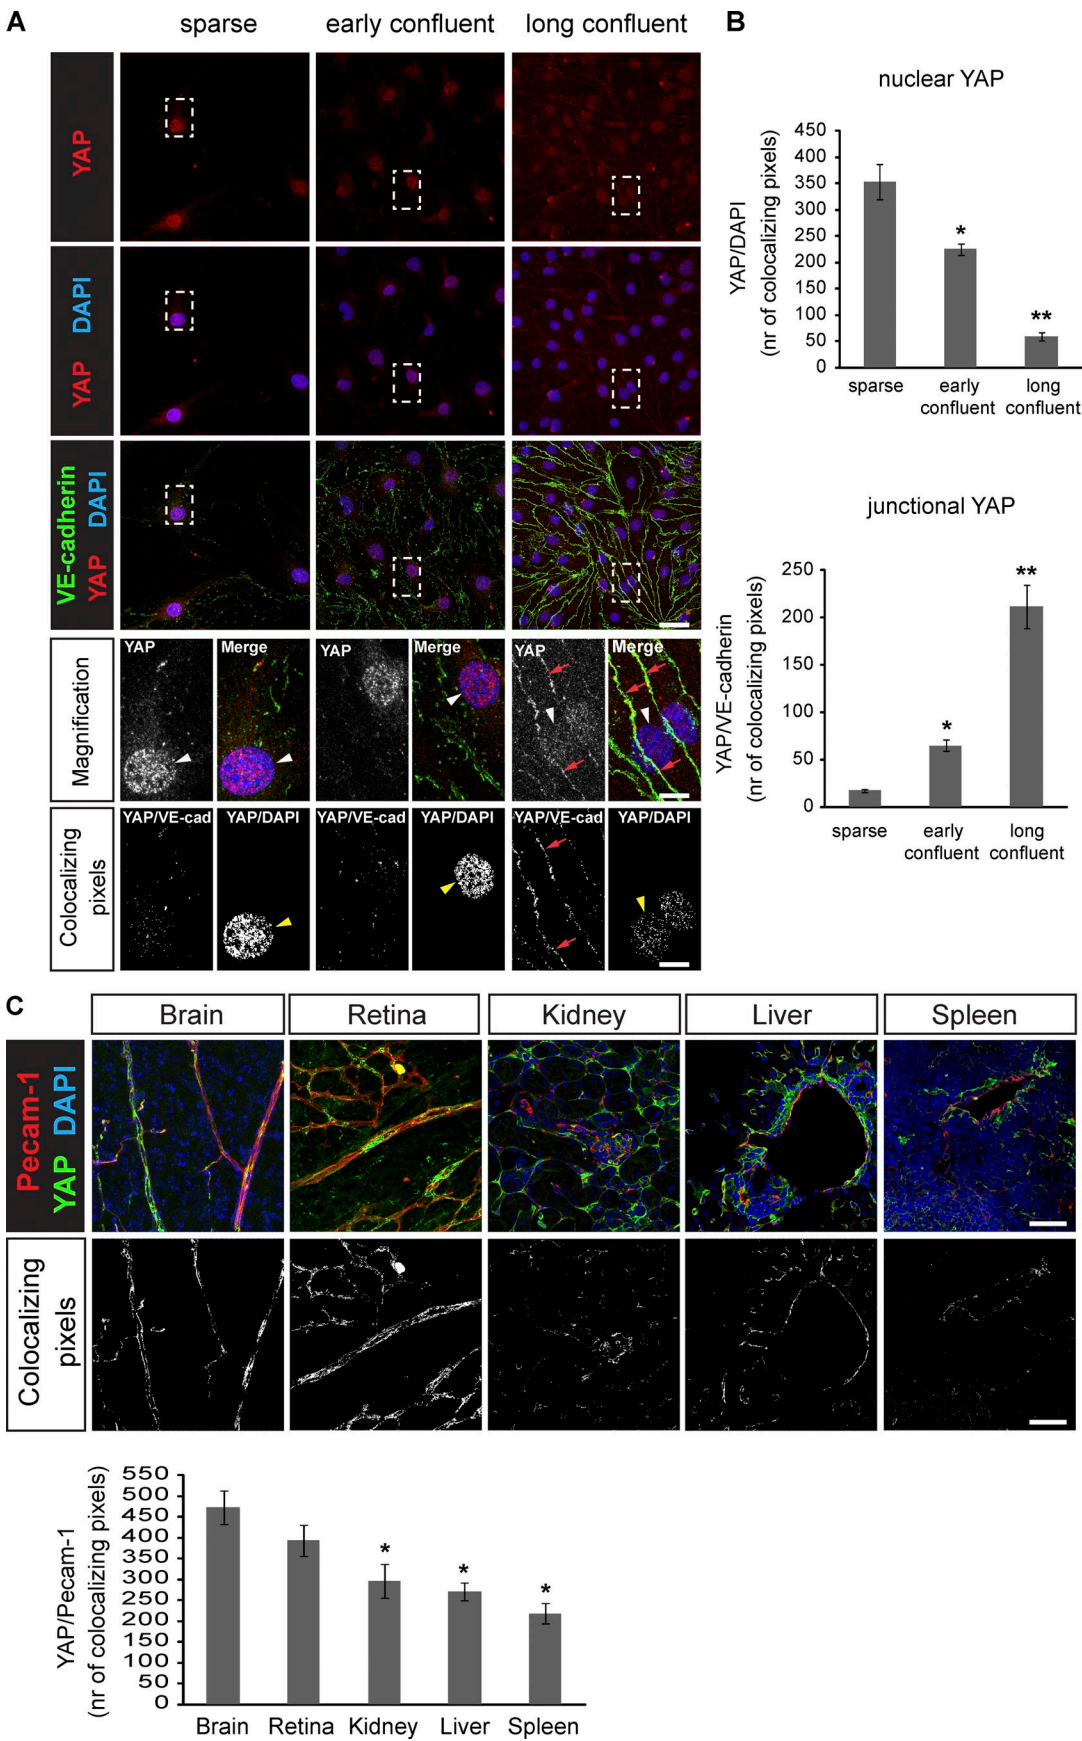 A
sparse
early confluent
long confluent
YAP
YAP DAPI
VE-cadherin
YAP DAPI
Magnification
YAP
Merge
YAP
Merge
YAP
Merge
Colocalizing
pixels
YAP/VE-cad
YAP/DAPI
YAP/VE-cad
YAP/DAPI
YAP/VE-cad
YAP/DAPI
B
nuclear YAP
YAP/DAPI
(nr of colocalizing pixels)
450
400
350
300
250
200
150
100
50
0
*
**
sparse
early
confluent
long
confluent
junctional YAP
YAP/VE-cadherin
(nr of colocalizing pixels)
250
200
150
100
50
0
*
**
sparse
early
confluent
long
confluent
C
Brain
Retina
Kidney
Liver
Spleen
Pecam-1
YAP DAPI
Colocalizing
pixels
YAP/Pecam-1
(nr of colocalizing pixels)
550
500
450
400
350
300
250
200
150
100
50
0
*
*
*
Brain
Retina
Kidney
Liver
Spleen